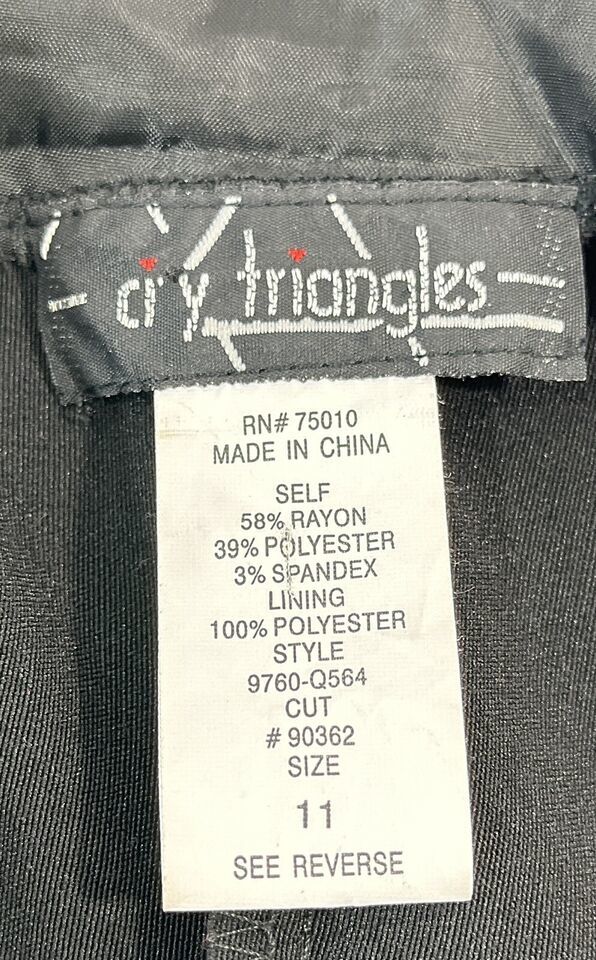 city triangles
RN# 75010
MADE IN CHINA
SELF
58% RAYON
39% POLYESTER
3% SPANDEX
LINING
100% POLYESTER
STYLE
9760-Q564
CUT
# 90362
SIZE
11
SEE REVERSE